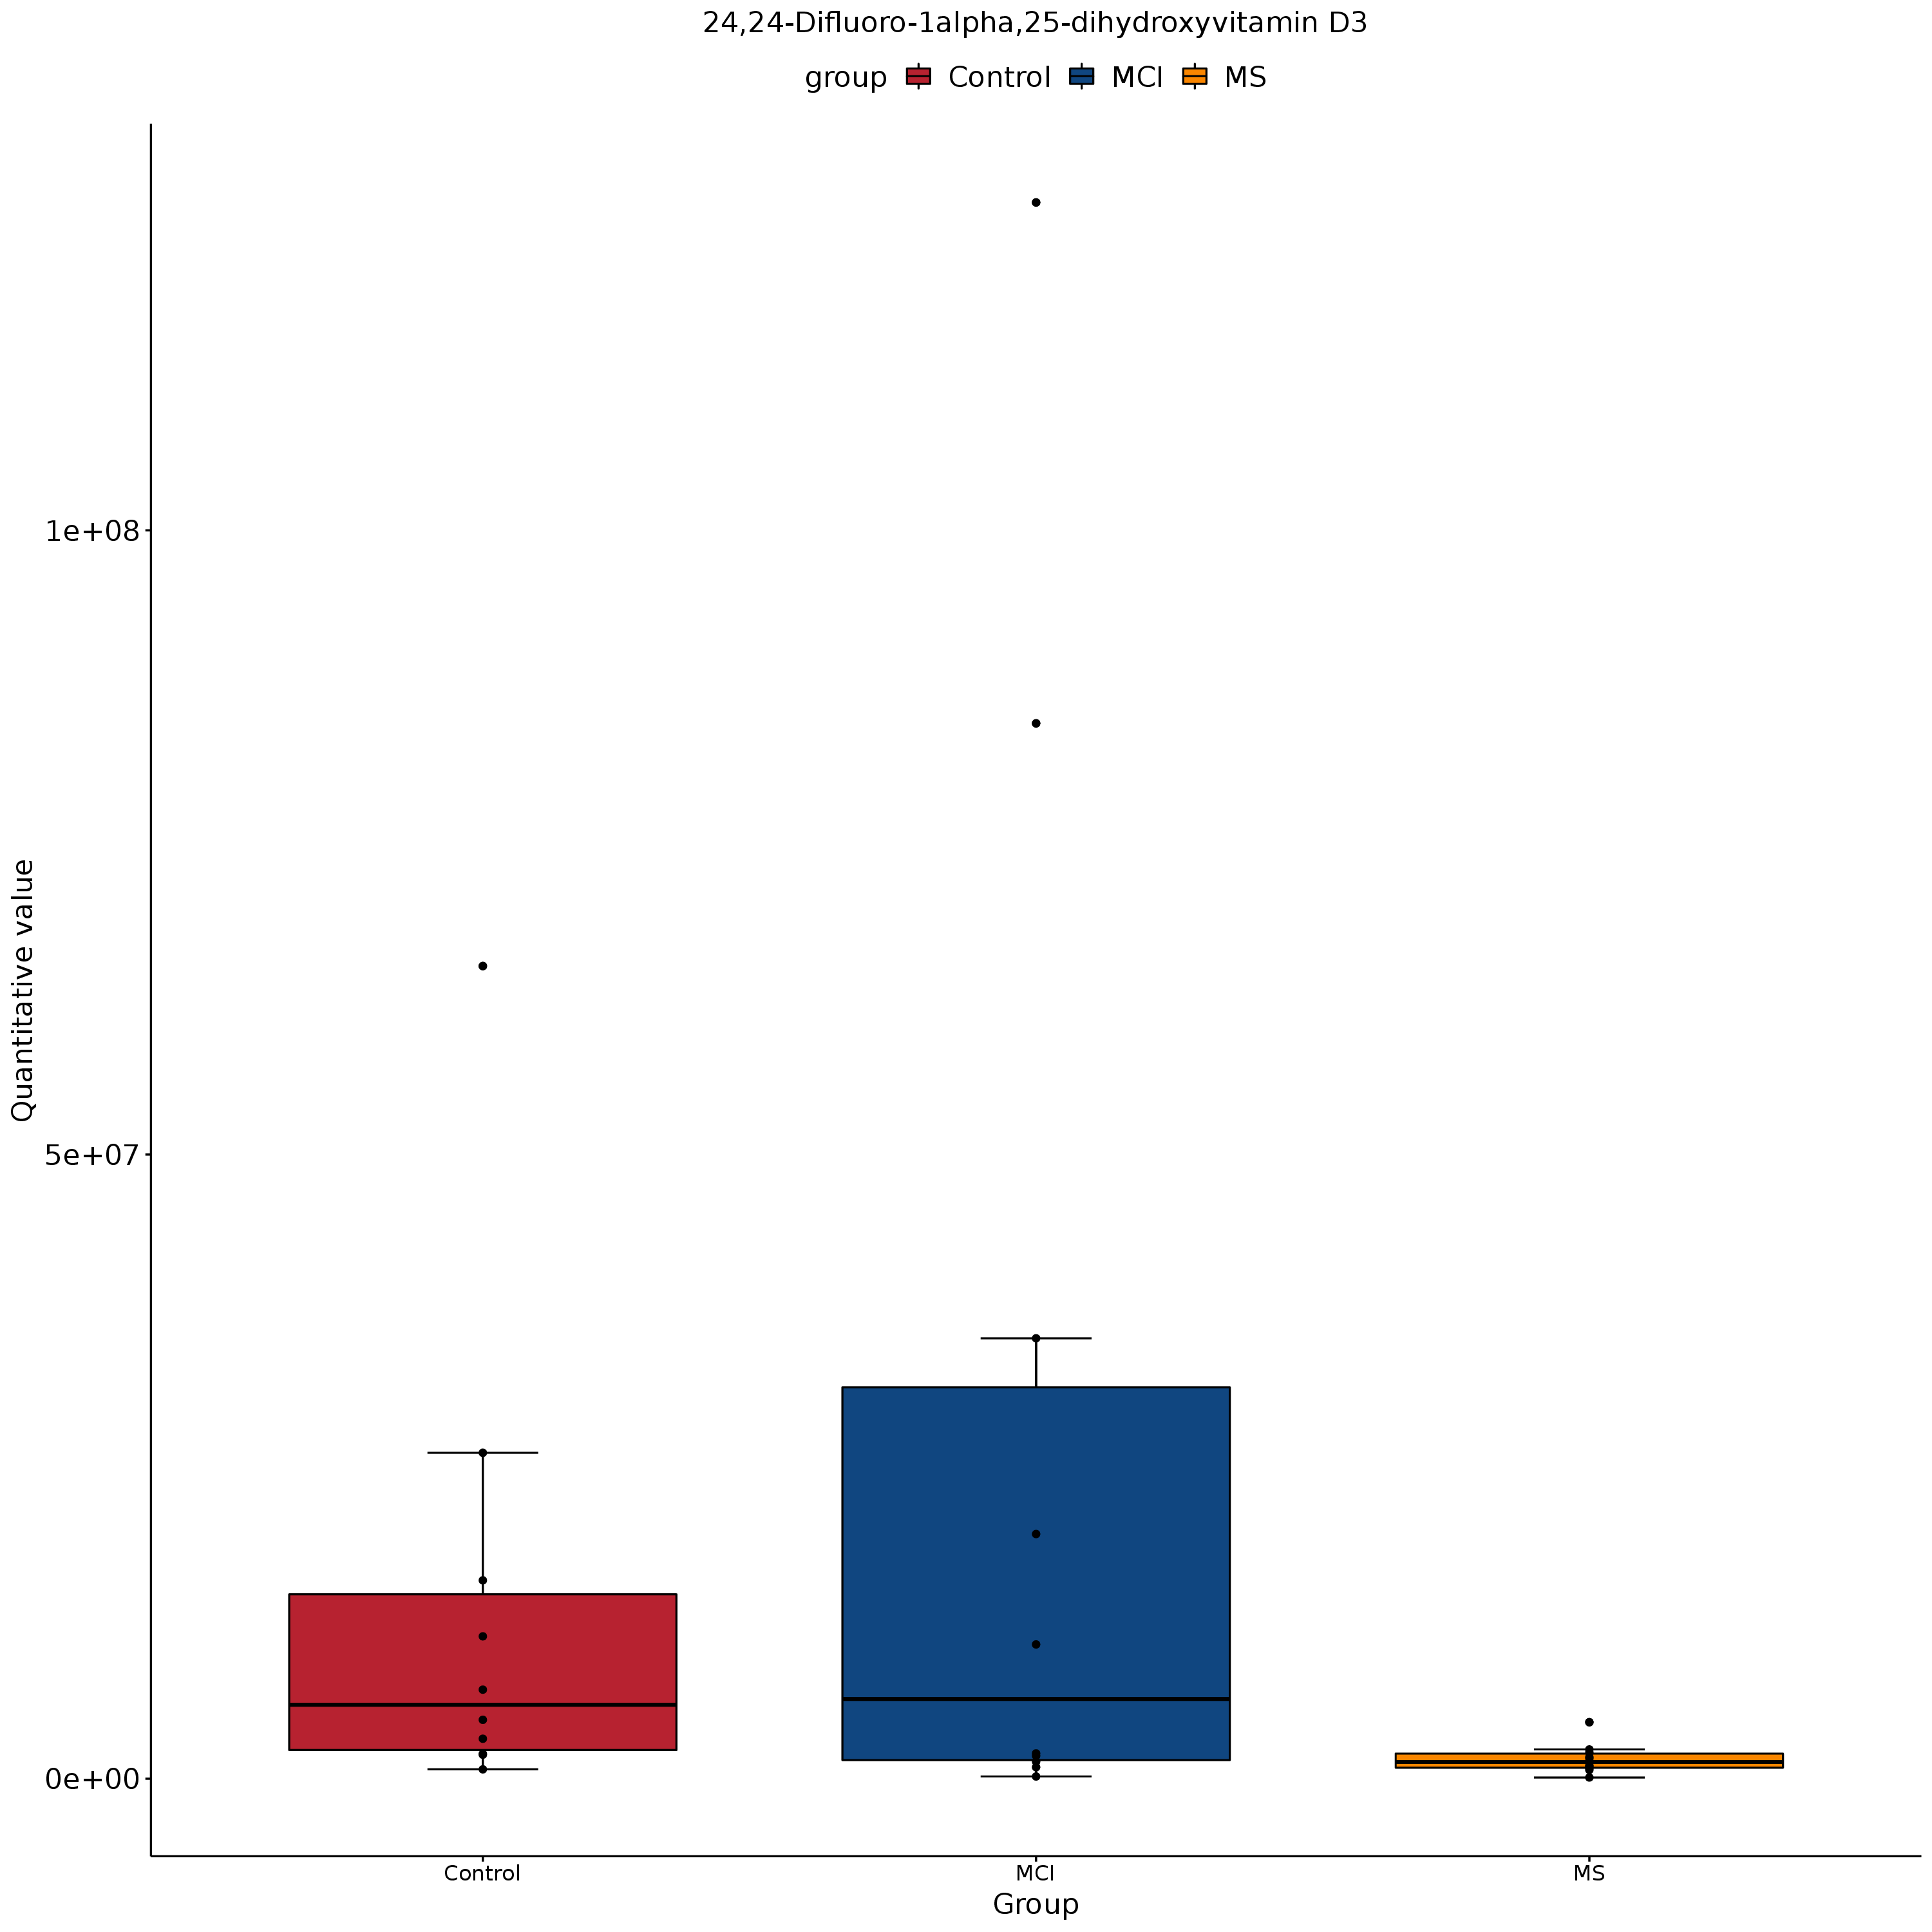 24,24-Difluoro-1alpha,25-dihydroxyvitamin D3
group Control MCI MS
1e+08
5e+07
0e+00
Quantitative value
Control MCI MS
Group